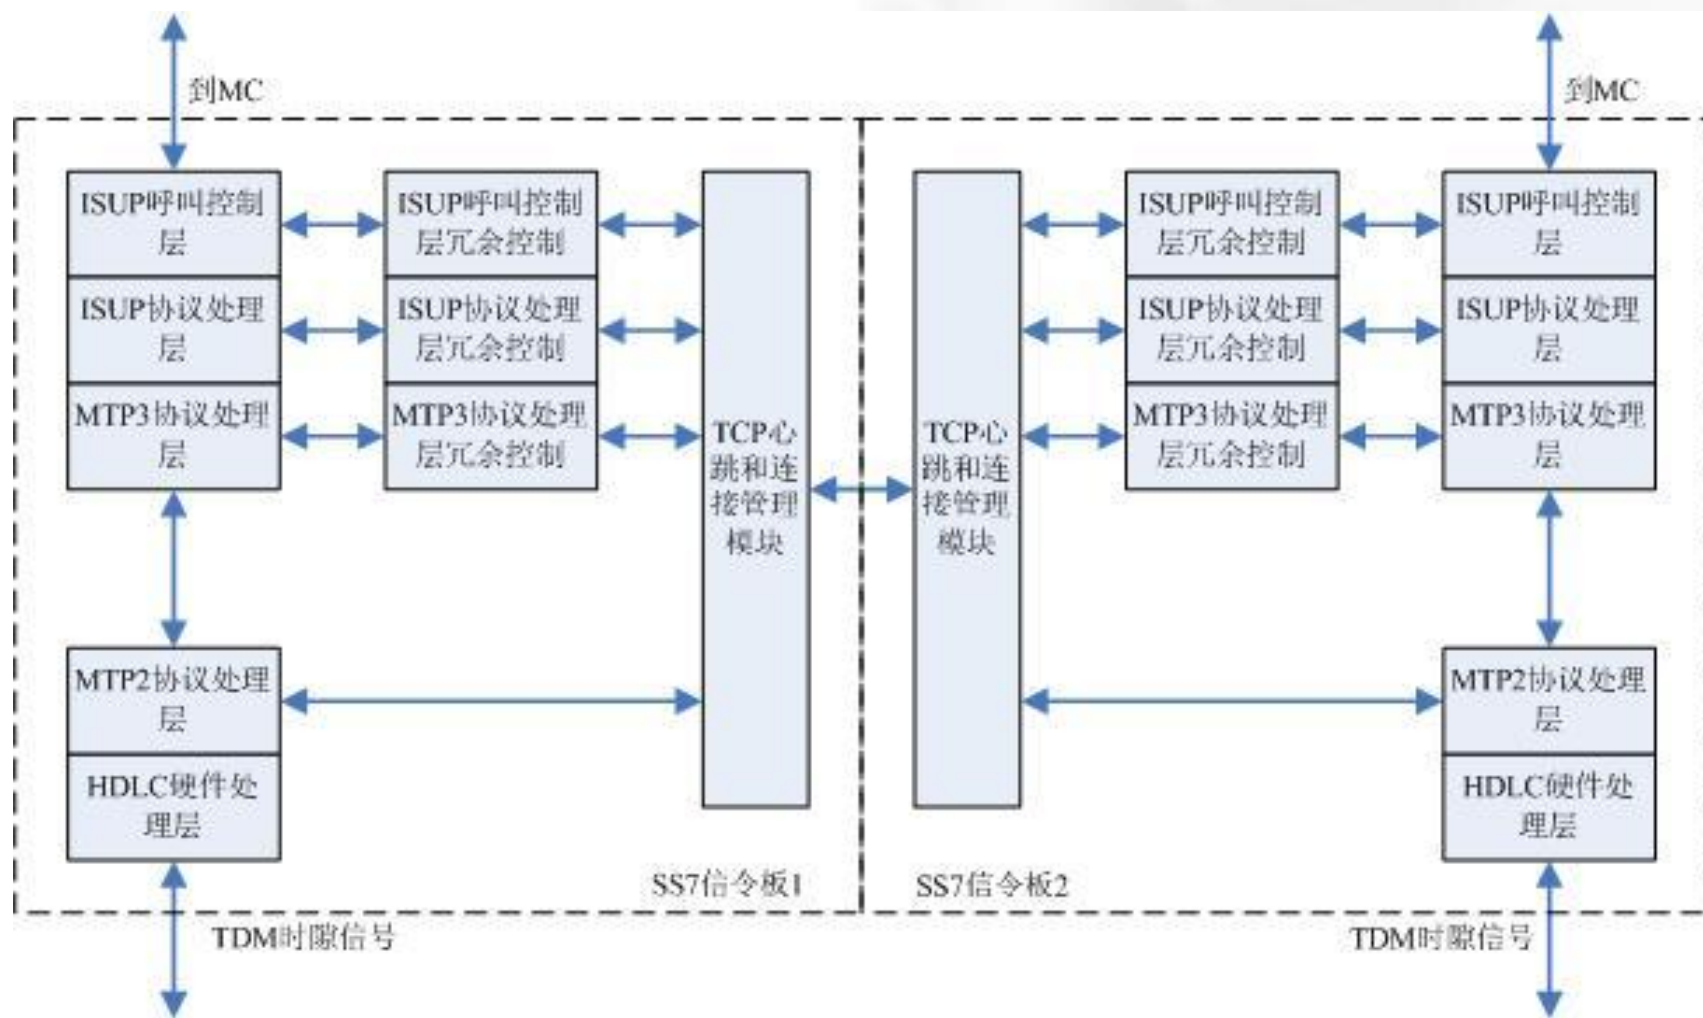 到MC
到MC
ISUP呼叫控制
层
ISUP呼叫控制
层冗余控制
ISUP协议处理
层
ISUP协议处理
层冗余控制
MTP3协议处理
层
MTP3协议处理
层冗余控制
TCP心
跳和连
接管理
模块
MTP2协议处理
层
HDLC硬件处
理层
SS7信令板1
TDM时隙信号
TCP心
跳和连
接管理
模块
ISUP呼叫控制
层冗余控制
ISUP呼叫控制
层
ISUP协议处理
层冗余控制
ISUP协议处理
层
MTP3协议处理
层冗余控制
MTP3协议处理
层
MTP2协议处理
层
HDLC硬件处
理层
SS7信令板2
TDM时隙信号